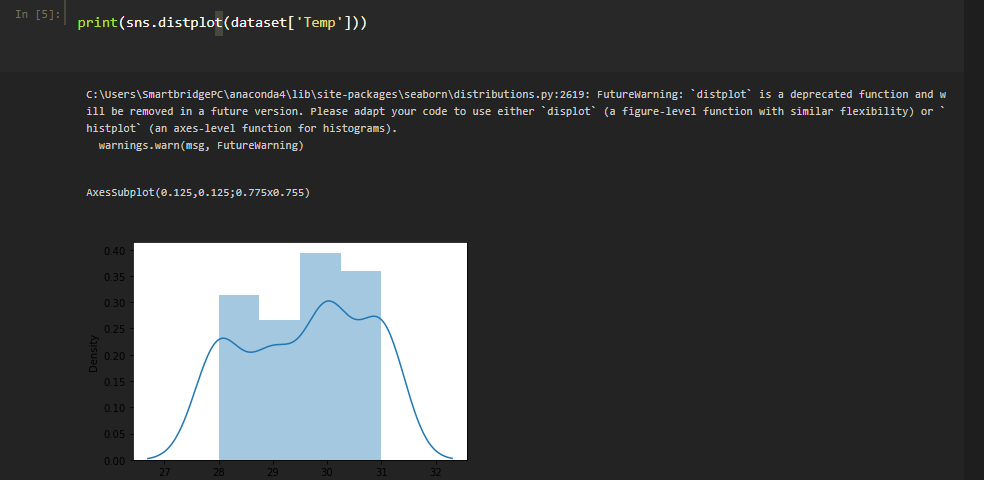 In [5]:
print(sns.distplot(dataset['Temp']))
C:\Users\SmartbridgePC\anaconda4\lib\site-packages\seaborn\distributions.py:2619: FutureWarning: `distplot` is a deprecated function and w
ill be removed in a future version. Please adapt your code to use either `displot` (a figure-level function with similar flexibility) or `
histplot` (an axes-level function for histograms).
warnings.warn(msg, FutureWarning)
AxesSubplot(0.125,0.125;0.775x0.755)
0.40
0.35
0.30
0.25
0.20
0.15
0.10
0.05
0.00
Density
27 28 29 30 31 32